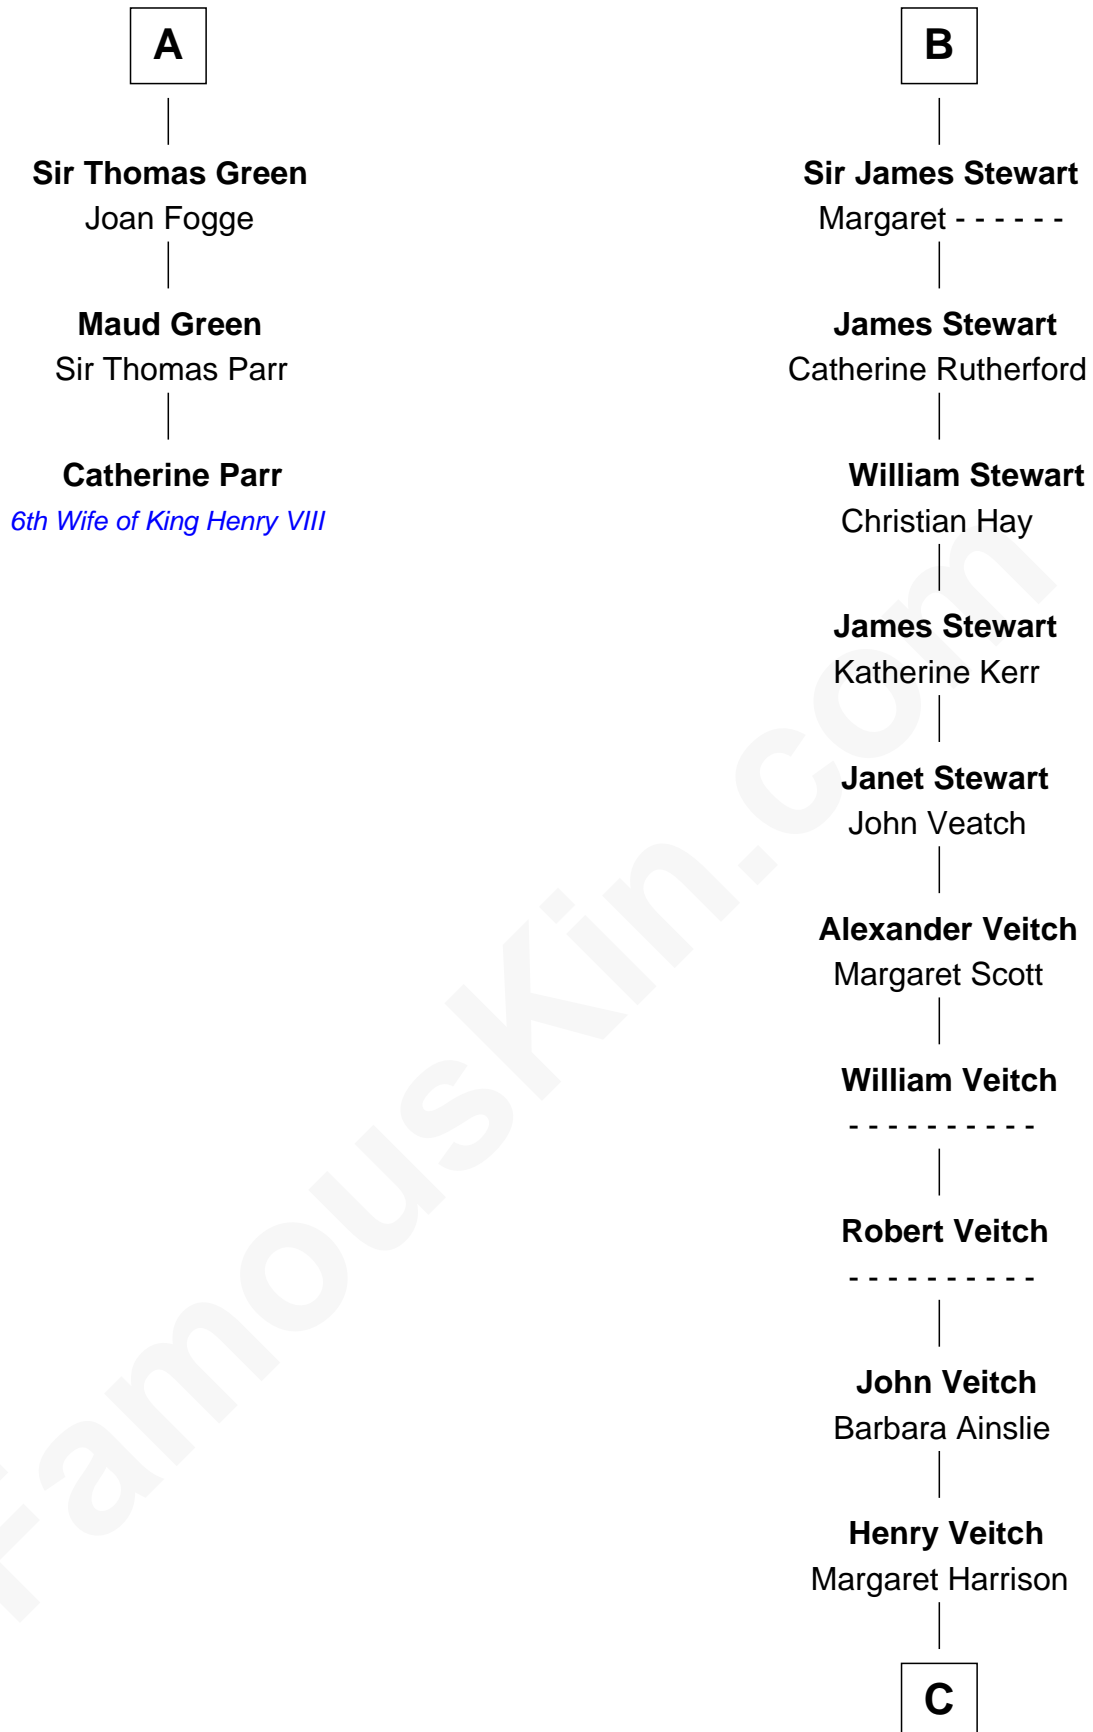 A
Sir Thomas Green
Joan Fogge
Maud Green
Sir Thomas Parr
Catherine Parr
6th Wife of King Henry VIII
B
Sir James Stewart
Margaret - - - - - -
James Stewart
Catherine Rutherford
William Stewart
Christian Hay
James Stewart
Katherine Kerr
Janet Stewart
John Veatch
Alexander Veitch
Margaret Scott
William Veitch
- - - - - - - - - -
Robert Veitch
- - - - - - - - - -
John Veitch
Barbara Ainslie
Henry Veitch
Margaret Harrison
C
FamousKin.com